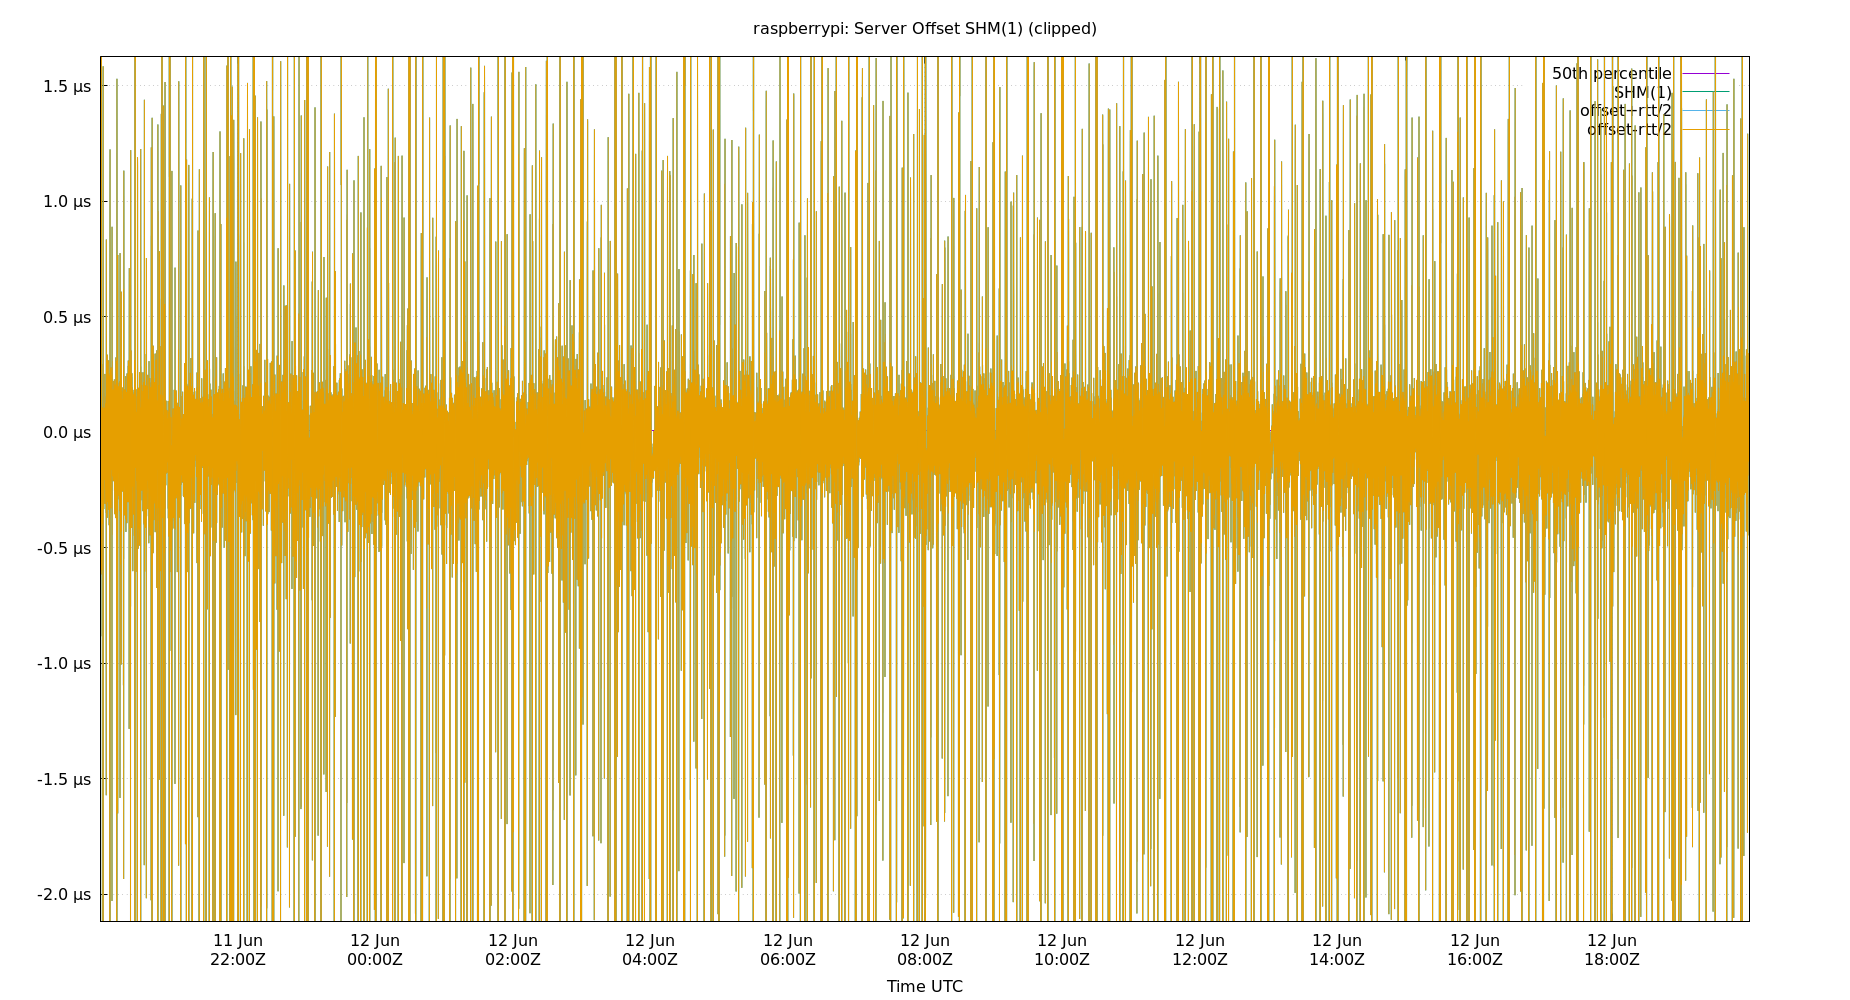 raspberrypi: Server Offset SHM(1) (clipped)
50th percentile
SHM(1)
offset+rtt/2
offset-rtt/2
1.5 µs
1.0 µs
0.5 µs
0.0 µs
-0.5 µs
-1.0 µs
-1.5 µs
-2.0 µs
11 Jun 12 Jun 12 Jun 12 Jun 12 Jun 12 Jun 12 Jun 12 Jun 12 Jun 12 Jun 12 Jun
22:00Z 00:00Z 02:00Z 04:00Z 06:00Z 08:00Z 10:00Z 12:00Z 14:00Z 16:00Z 18:00Z
Time UTC